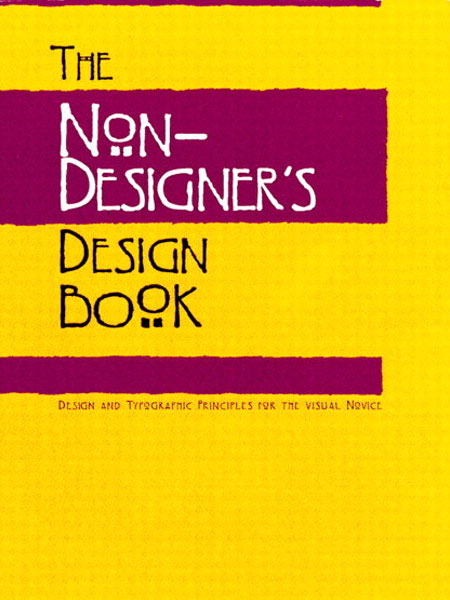 THE
NON-
DESIGNER'S
DESIGN
BOOK
DESIGN AND TYPOGRAPHIC PRINCIPLES FOR THE VISUAL NOVICE